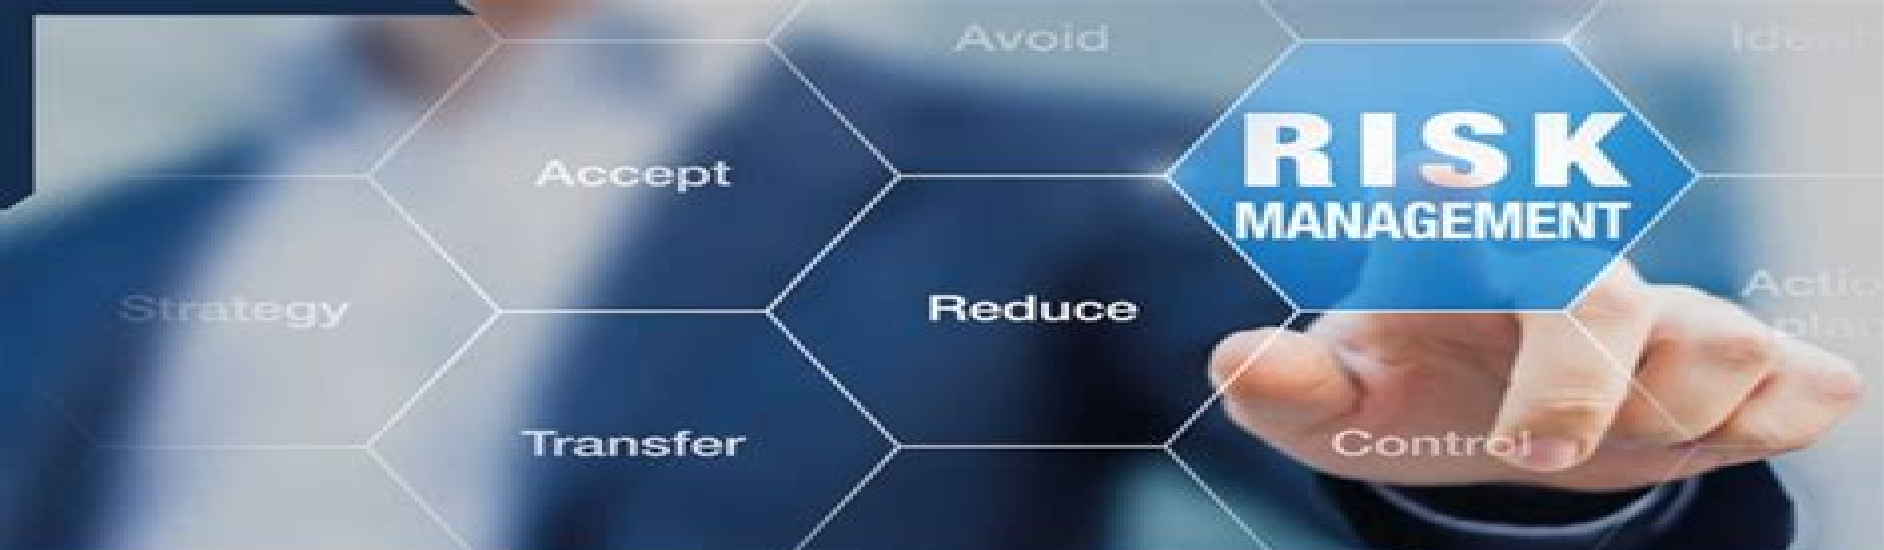 Avoid
Accept
RISK
MANAGEMENT
Strategy
Reduce
Transfer
Control